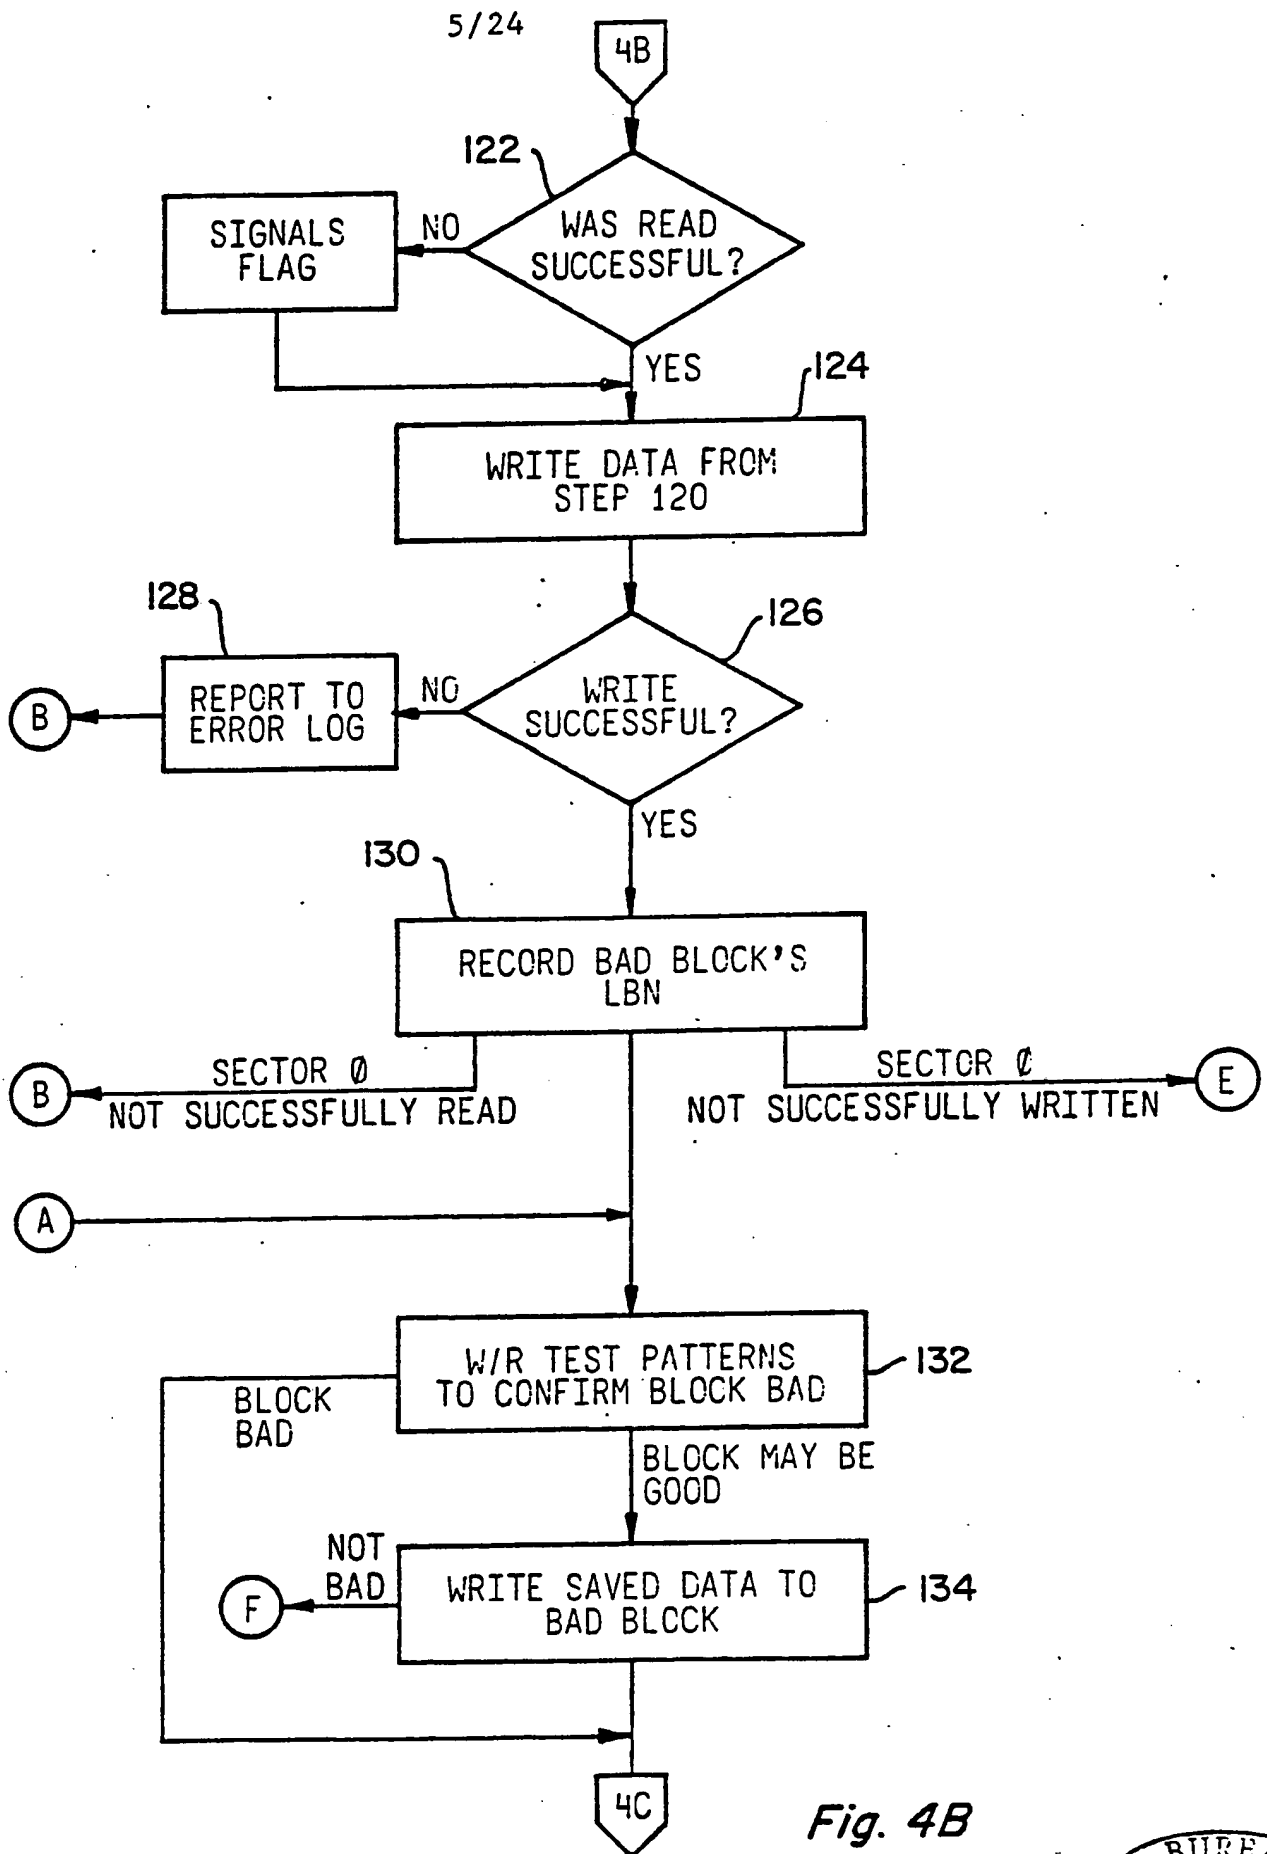 5/24
4B
122
WAS READ
SUCCESSFUL?
NO
SIGNALS
FLAG
YES
124
WRITE DATA FROM
STEP 120
128
126
WRITE
SUCCESSFUL?
NO
REPORT TO
ERROR LOG
B
YES
130
RECORD BAD BLOCK'S
LBN
SECTOR Ø
NOT SUCCESSFULLY READ
B
SECTOR Ø
NOT SUCCESSFULLY WRITTEN
E
A
W/R TEST PATTERNS
TO CONFIRM BLOCK BAD
132
BLOCK
BAD
BLOCK MAY BE
GOOD
NOT
BAD
F
WRITE SAVED DATA TO
BAD BLOCK
134
4C
Fig. 4B